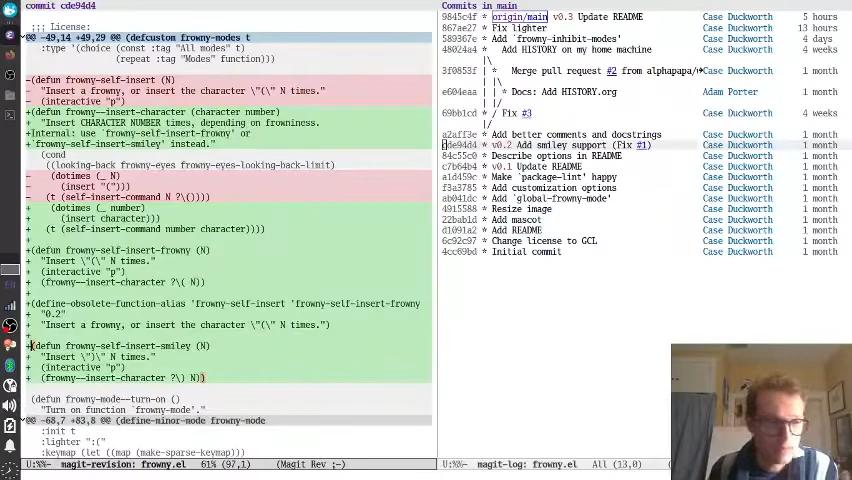 commit cde94d4
;;; License:
@@ -49,14 +49,29 @@ (defcustom frowny-modes t
:type '(choice (const :tag "All modes" t)
(repeat :tag "Modes" function)))
-(defun frowny-self-insert (N)
- "Insert a frowny, or insert the character \"(\" N times."
- (interactive "p")
+(defun frowny--insert-character (character number)
+ "Insert CHARACTER NUMBER times, depending on frowniness.
+Internal: use `frowny-self-insert-frowny' or
+`frowny-self-insert-smiley' instead."
(cond
((looking-back frowny-eyes frowny-eyes-looking-back-limit)
- (dotimes (_ N)
- (insert "(")))
- (t (self-insert-command N ?\())))
+ (dotimes (_ number)
+ (insert character)))
+ (t (self-insert-command number character))))
+
+(defun frowny-self-insert-frowny (N)
+ "Insert \"(\" N times."
+ (interactive "p")
+ (frowny--insert-character ?\( N))
+
+(define-obsolete-function-alias 'frowny-self-insert 'frowny-self-insert-frowny
+ "0.2"
+ "Insert a frowny, or insert the character \"(\" N times.")
+
+(defun frowny-self-insert-smiley (N)
+ "Insert \")\" N times."
+ (interactive "p")
+ (frowny--insert-character ?\) N))
(defun frowny-mode--turn-on ()
"Turn on function `frowny-mode'."
@@ -68,7 +83,8 @@ (define-minor-mode frowny-mode
:init t
:lighter ":("
:keymap (let ((map (make-sparse-keymap)))
U:%%- magit-revision: frowny.el 61% (97,1) (Magit Rev ;-)
Commits in main
9845c4f * origin/main v0.3 Update README Case Duckworth 5 hours
867ae27 * Fix lighter Case Duckworth 13 hours
589367e * Add `frowny-inhibit-modes' Case Duckworth 4 days
48024a4 * Add HISTORY on my home machine Case Duckworth 4 weeks
|\
3f0853f | * Merge pull request #2 from alphapapa/ Case Duckworth 1 month
| |\
e604eaa | | * Docs: Add HISTORY.org Adam Porter 1 month
| |/
69bb1cd * / Fix #3 Case Duckworth 4 weeks
|/
a2aff3e * Add better comments and docstrings Case Duckworth 1 month
cde94d4 * v0.2 Add smiley support (Fix #1) Case Duckworth 1 month
84c55c0 * Describe options in README Case Duckworth 1 month
c7b64b4 * v0.1 Update README Case Duckworth 1 month
a1d459c * Make `package-lint' happy Case Duckworth 1 month
f3a3785 * Add customization options Case Duckworth 1 month
ab041dc * Add `global-frowny-mode' Case Duckworth 1 month
4915588 * Resize image Case Duckworth 1 month
22bab1d * Add mascot Case Duckworth 1 month
d1091a2 * Add README Case Duckworth 1 month
6c92c97 * Change license to GCL Case Duckworth 1 month
4cc69bd * Initial commit Case Duckworth 1 month
U:%%- magit-log: frowny.el All (13,0)